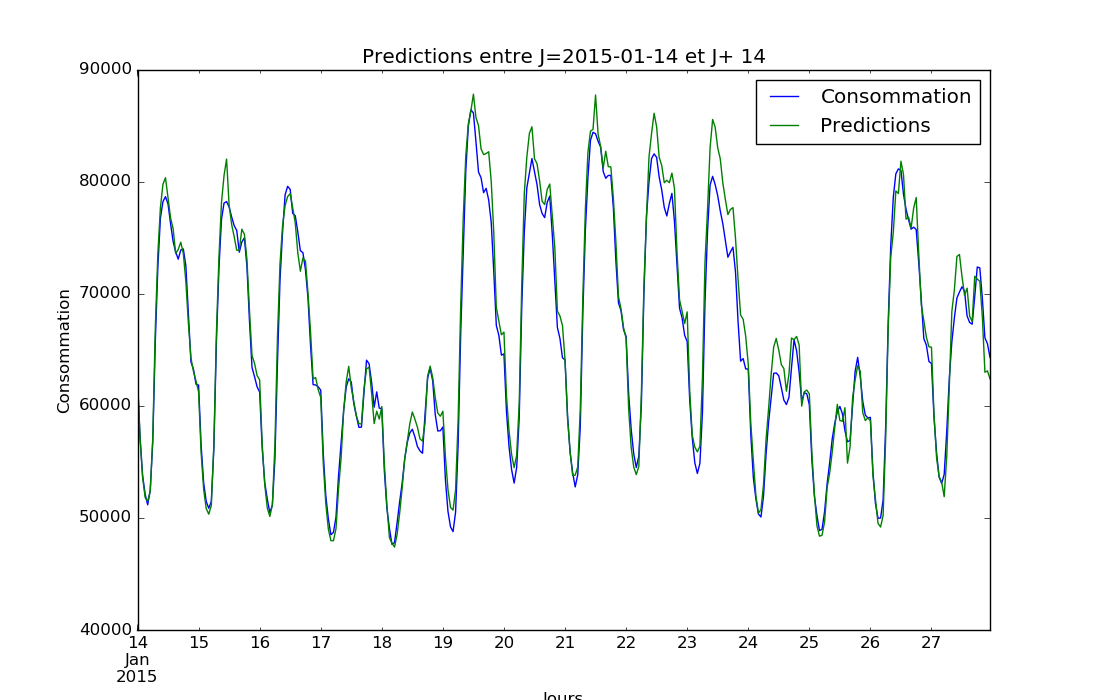 Predictions entre J=2015-01-14 et J+ 14
90000
80000
70000
60000
50000
40000
Consommation
Consommation
Predictions
14 15 16 17 18 19 20 21 22 23 24 25 26 27
Jan
2015
Jours